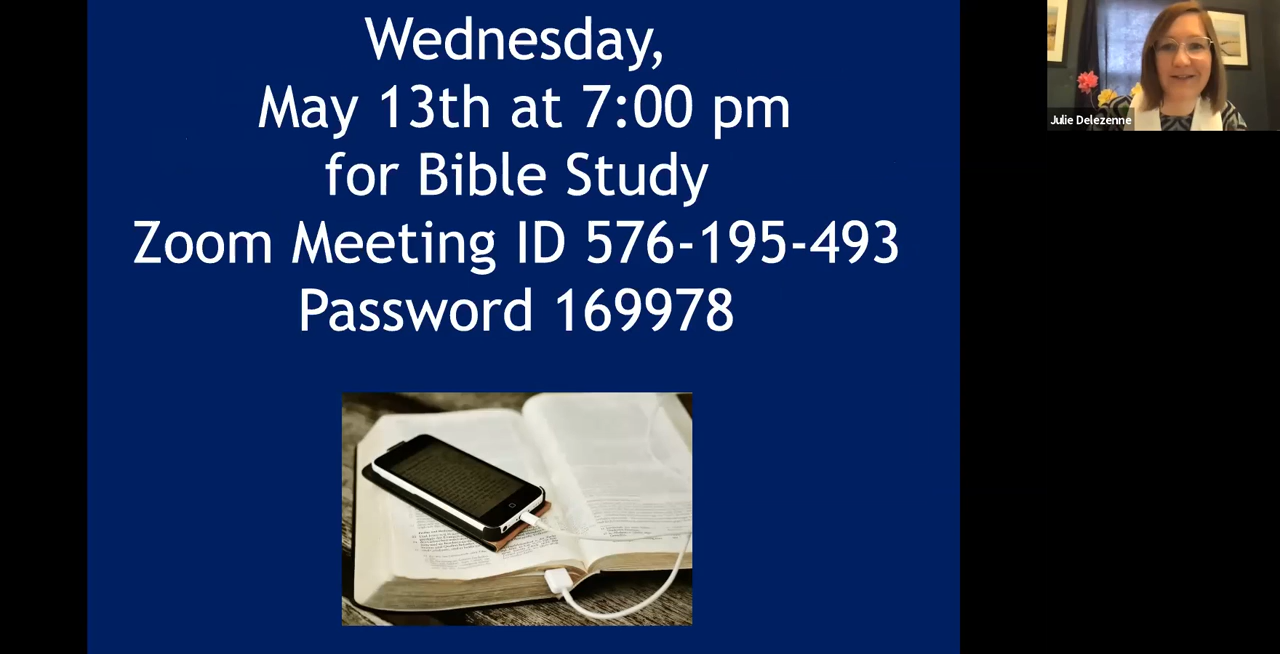 Wednesday,
May 13th at 7:00 pm
for Bible Study
Zoom Meeting ID 576-195-493
Password 169978
Julie Delezenne